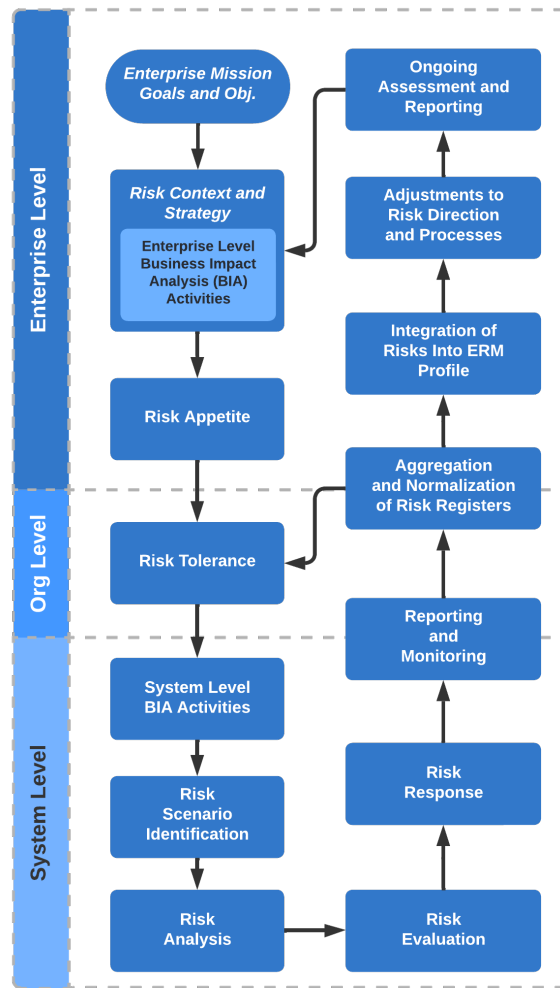 Enterprise Level
Org Level
System Level
Enterprise Mission
Goals and Obj.
Risk Context and
Strategy
Enterprise Level
Business Impact
Analysis (BIA)
Activities
Risk Appetite
Risk Tolerance
System Level
BIA Activities
Risk
Scenario
Identification
Risk
Analysis
Risk
Evaluation
Risk
Response
Reporting
and
Monitoring
Aggregation
and Normalization
of Risk Registers
Integration of
Risks Into ERM
Profile
Adjustments to
Risk Direction
and Processes
Ongoing
Assessment and
Reporting